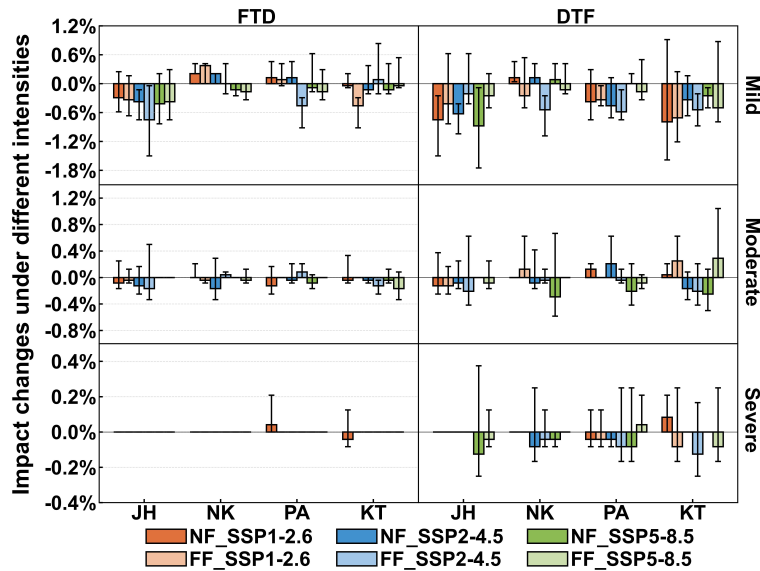 FTD DTF
Impact changes under different intensities
1.2%
0.6%
0.0%
-0.6%
-1.2%
-1.8%
Mild
1.2%
0.8%
0.4%
0.0%
-0.4%
-0.8%
Moderate
0.4%
0.2%
0.0%
-0.2%
-0.4%
Severe
JH NK PA KT JH NK PA KT
NF_SSP1-2.6 NF_SSP2-4.5 NF_SSP5-8.5
FF_SSP1-2.6 FF_SSP2-4.5 FF_SSP5-8.5